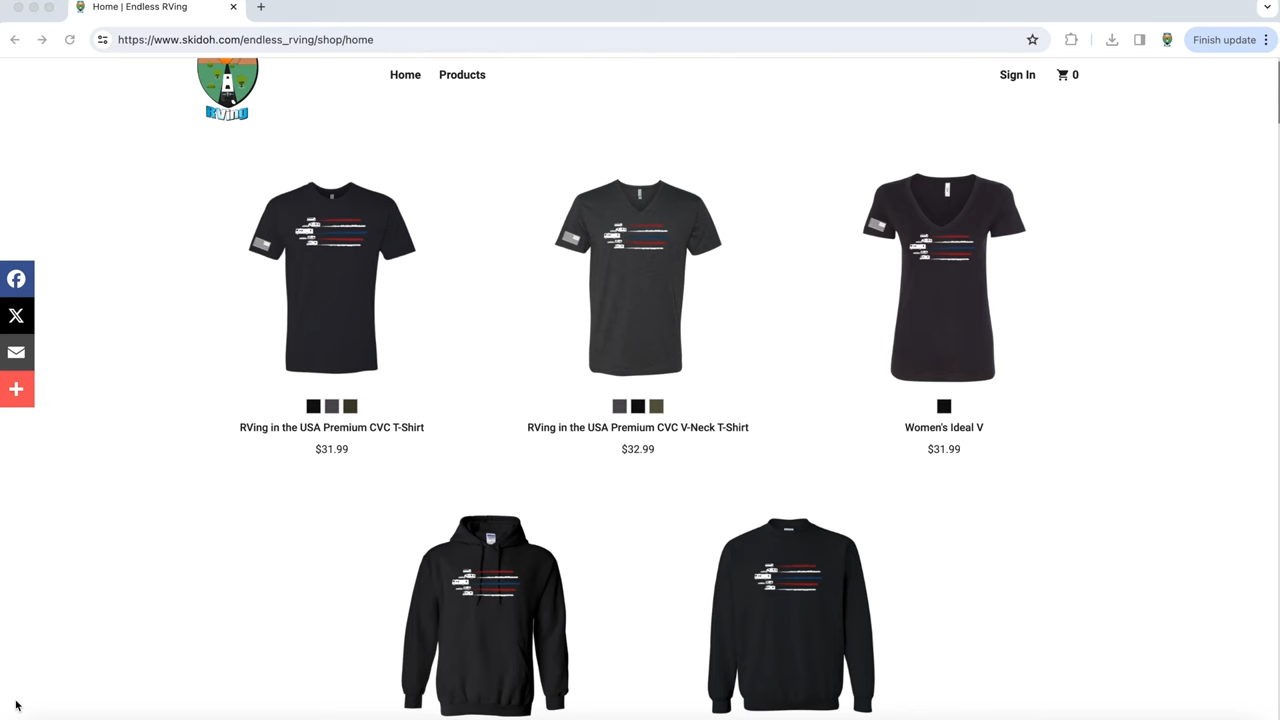 Home | Endless RVing
https://www.skidoh.com/endless_rving/shop/home
Finish update
RVing
Home
Products
Sign In
0
RVing in the USA Premium CVC T-Shirt
$31.99
RVing in the USA Premium CVC V-Neck T-Shirt
$32.99
Women's Ideal V
$31.99